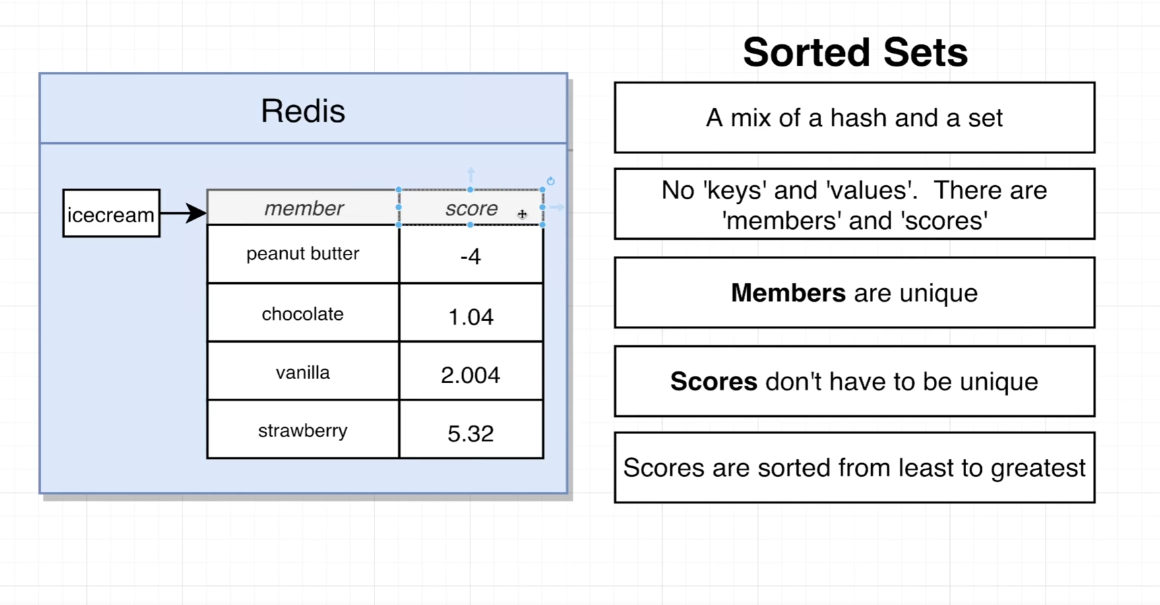 Redis
icecream
member score
peanut butter -4
chocolate 1.04
vanilla 2.004
strawberry 5.32
Sorted Sets
A mix of a hash and a set
No 'keys' and 'values'. There are
'members' and 'scores'
Members are unique
Scores don't have to be unique
Scores are sorted from least to greatest